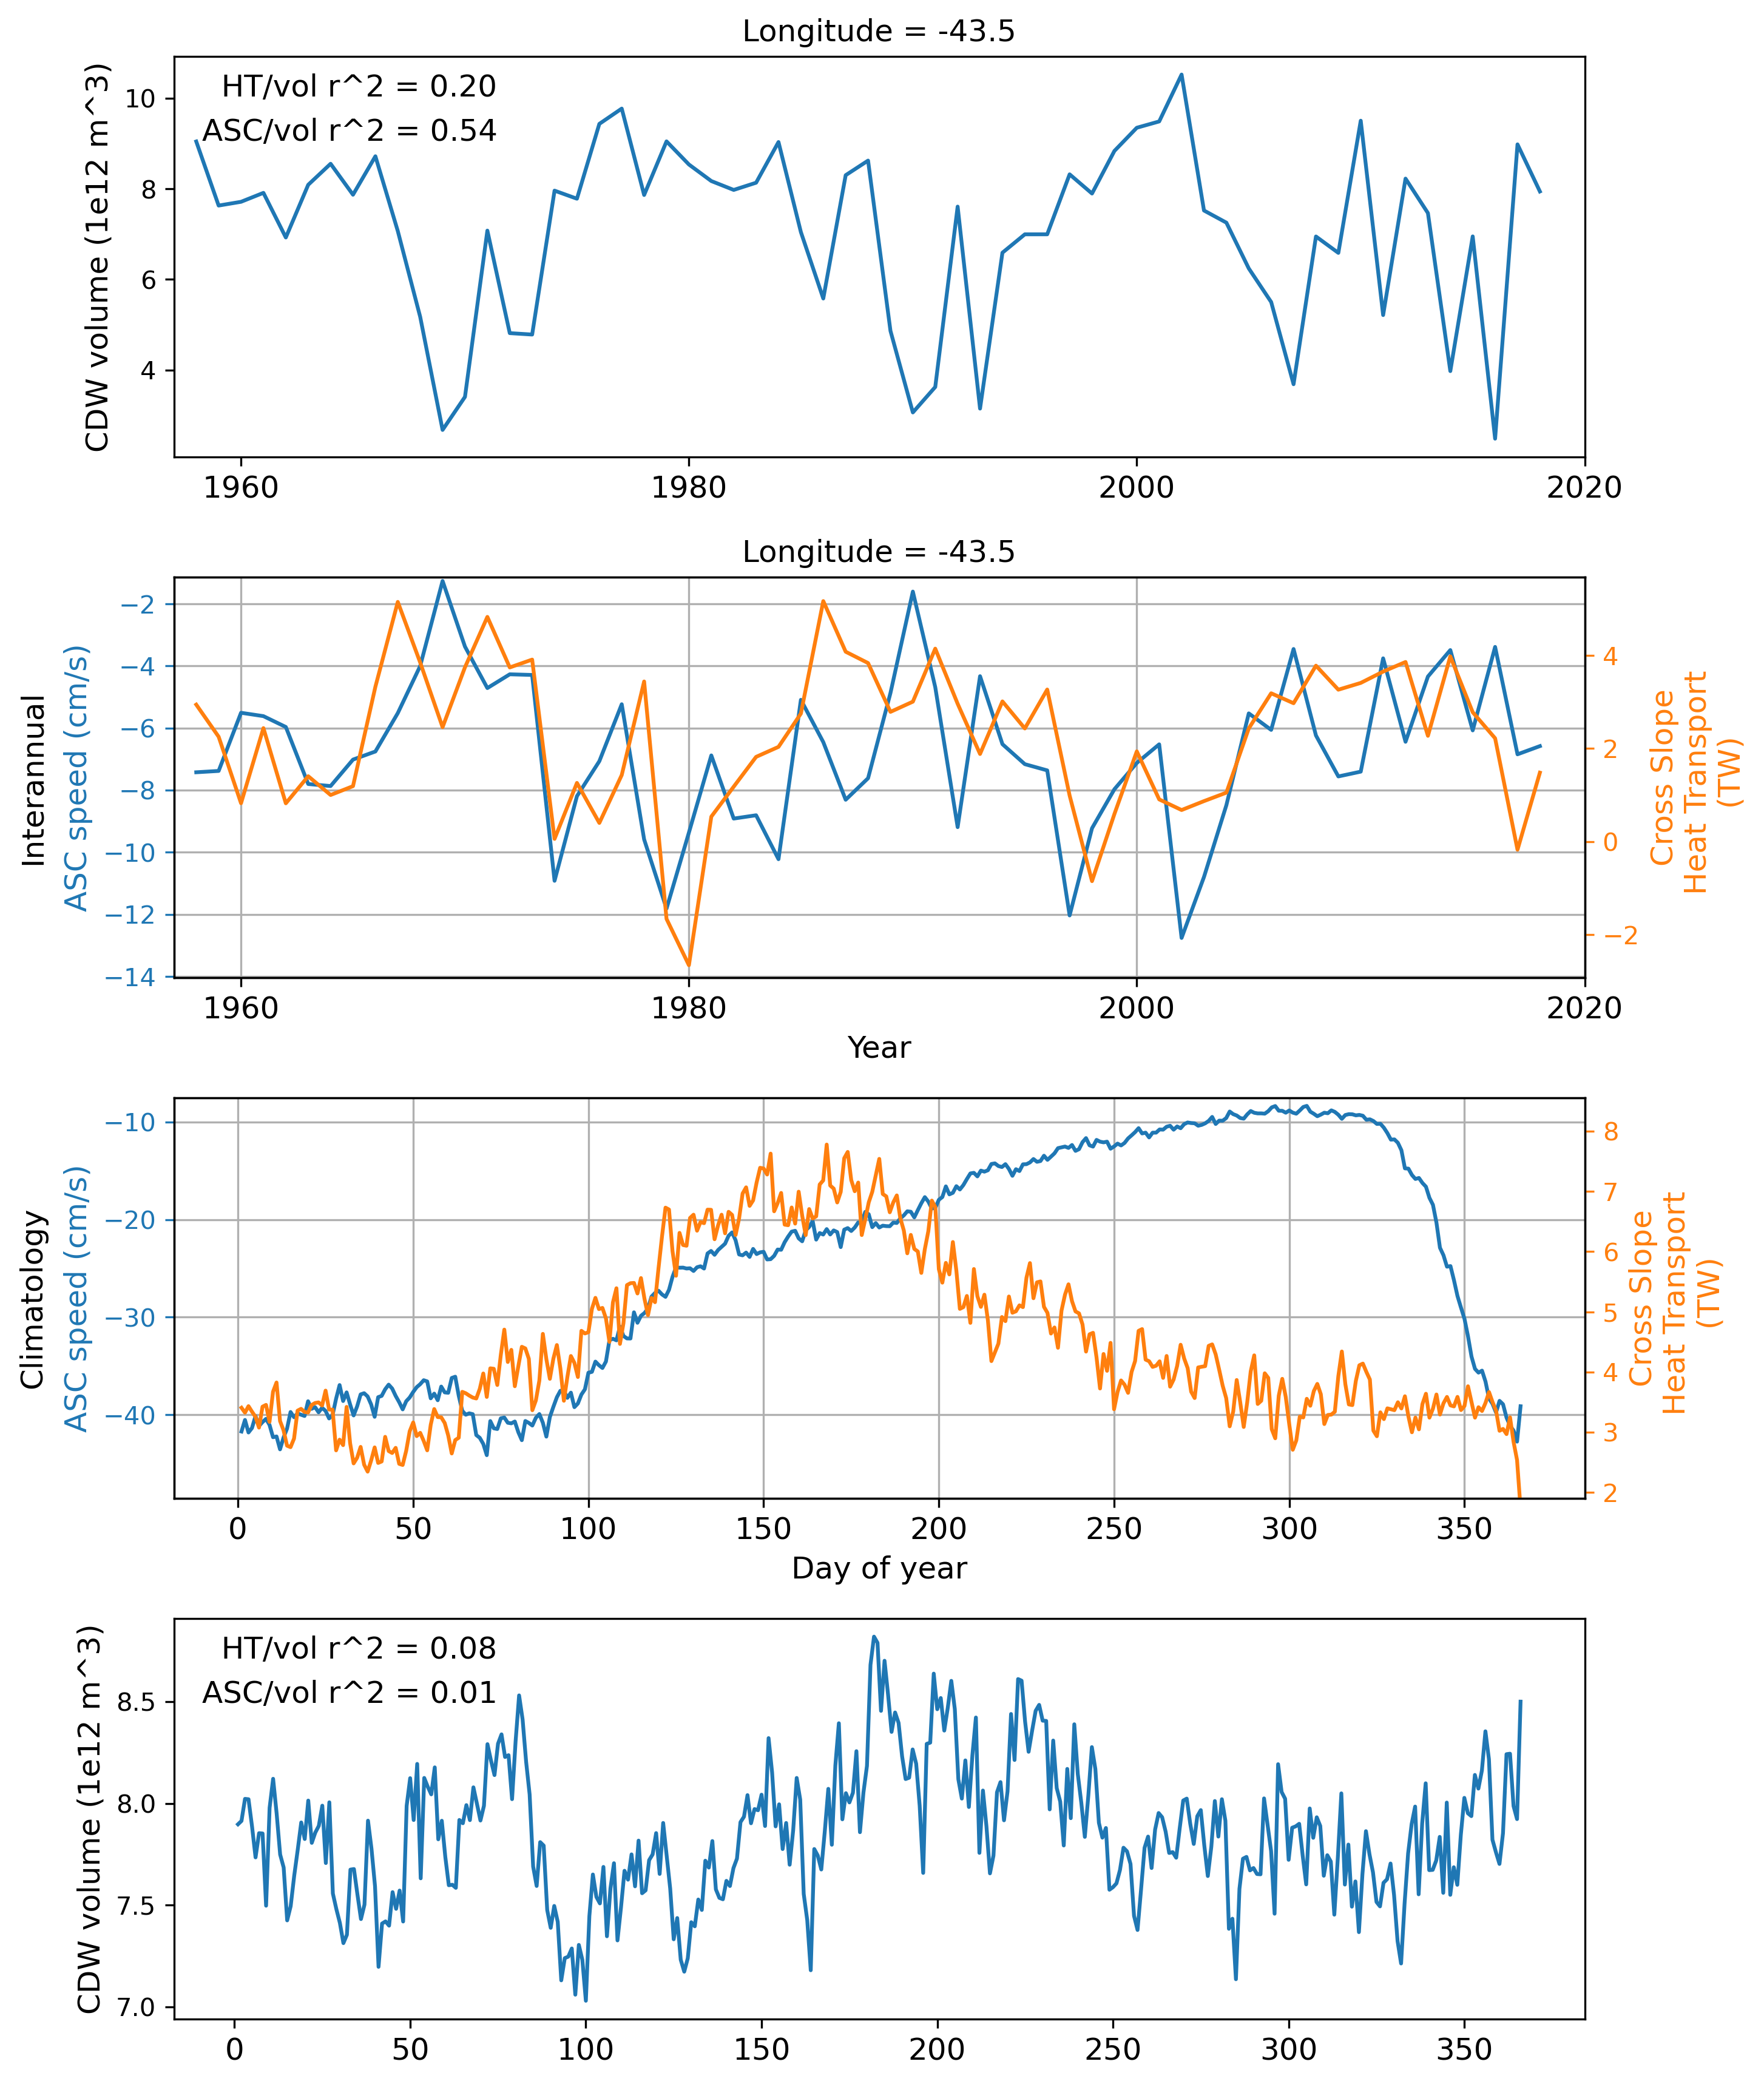 Longitude = -43.5
HT/vol r^2 = 0.20
ASC/vol r^2 = 0.54
CDW volume (1e12 m^3)
10
8
6
4
1960 1980 2000 2020
Longitude = -43.5
Interannual
ASC speed (cm/s)
−2
−4
−6
−8
−10
−12
−14
4
2
0
−2
Cross Slope
Heat Transport
(TW)
1960 1980 2000 2020
Year
Climatology
ASC speed (cm/s)
−10
−20
−30
−40
8
7
6
5
4
3
2
Cross Slope
Heat Transport
(TW)
0 50 100 150 200 250 300 350
Day of year
HT/vol r^2 = 0.08
ASC/vol r^2 = 0.01
CDW volume (1e12 m^3)
8.5
8.0
7.5
7.0
0 50 100 150 200 250 300 350